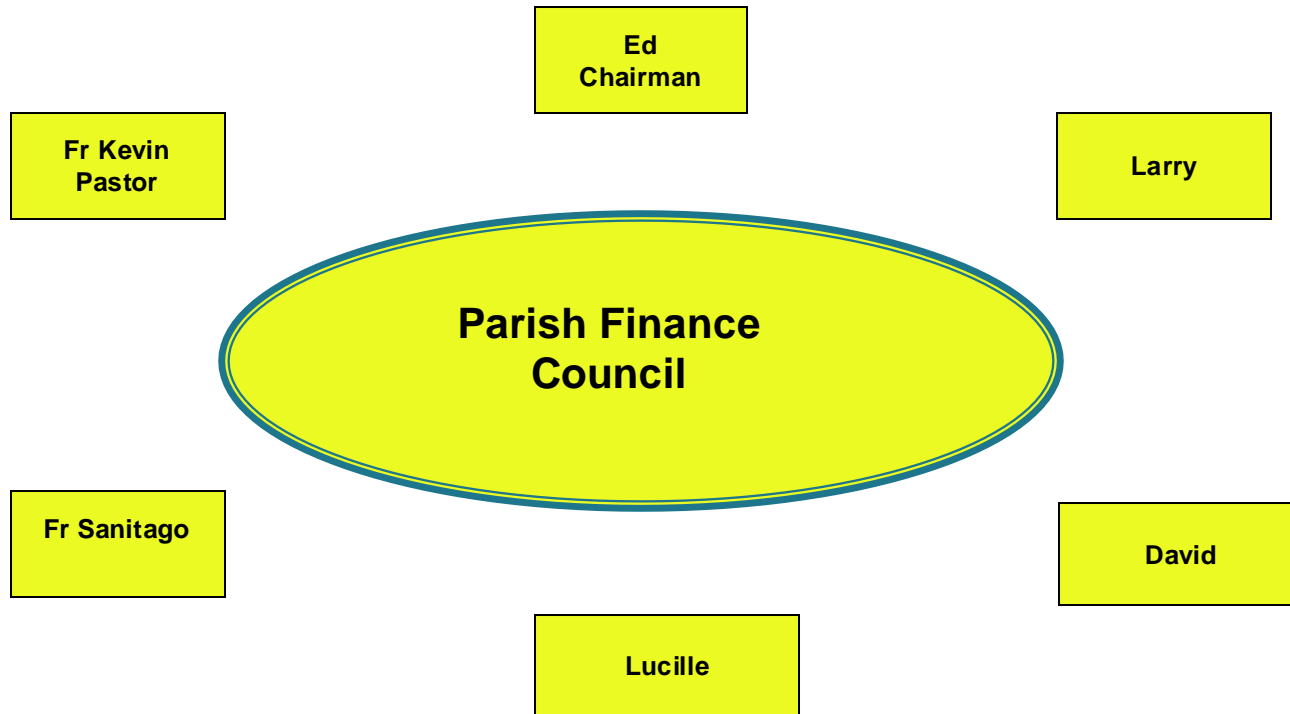 Ed
Chairman
Fr Kevin
Pastor
Larry
Parish Finance
Council
Fr Sanitago
David
Lucille